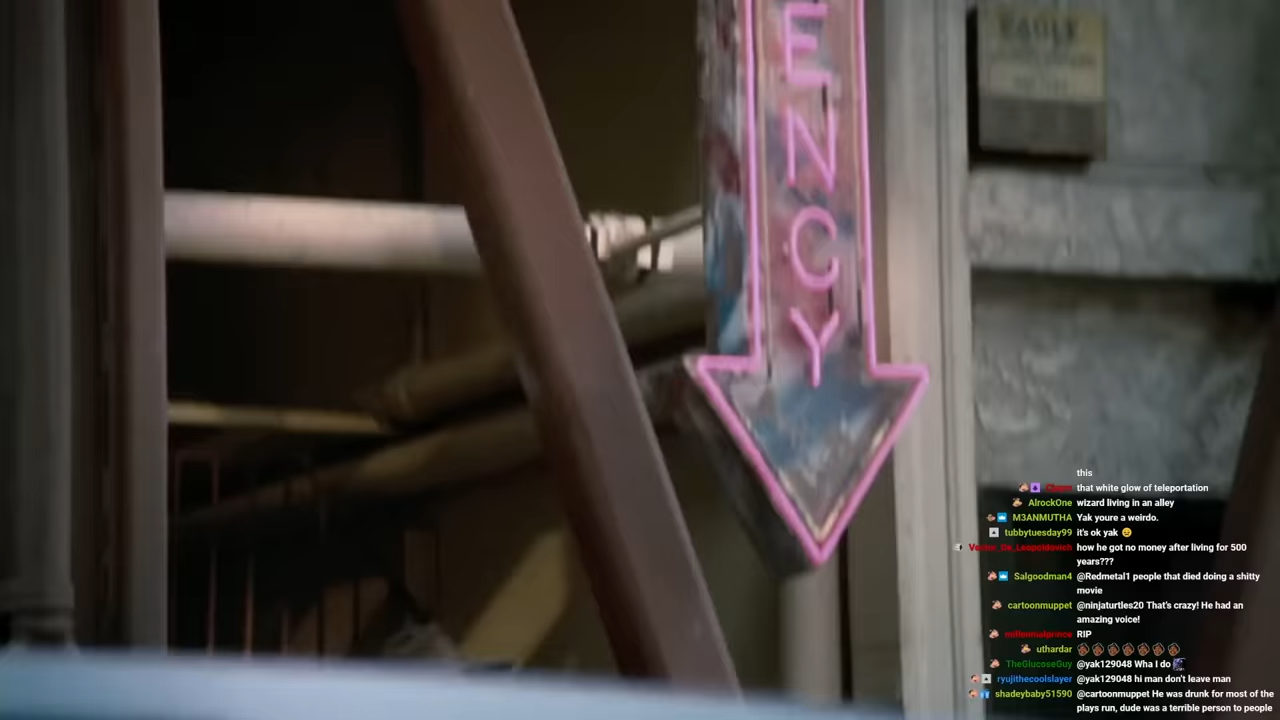 E
N
C
Y
EAGLE
this
that white glow of teleportation
AlrockOne wizard living in an alley
M3ANMUTHA Yak youre a weirdo.
tubbytuesday99 it's ok yak 😉
how he got no money after living for 500
years???
Salgoodman4 @Redmetal1 people that died doing a shitty
movie
cartoonmuppet @ninjaturtles20 That's crazy! He had an
amazing voice!
millennialprince RIP
uthardar
TheGlucoseGuy @yak129048 Wha I do
ryujithecoolslayer @yak129048 hi man don't leave man
shadeybaby51590 @cartoonmuppet He was drunk for most of the
plays run, dude was a terrible person to people